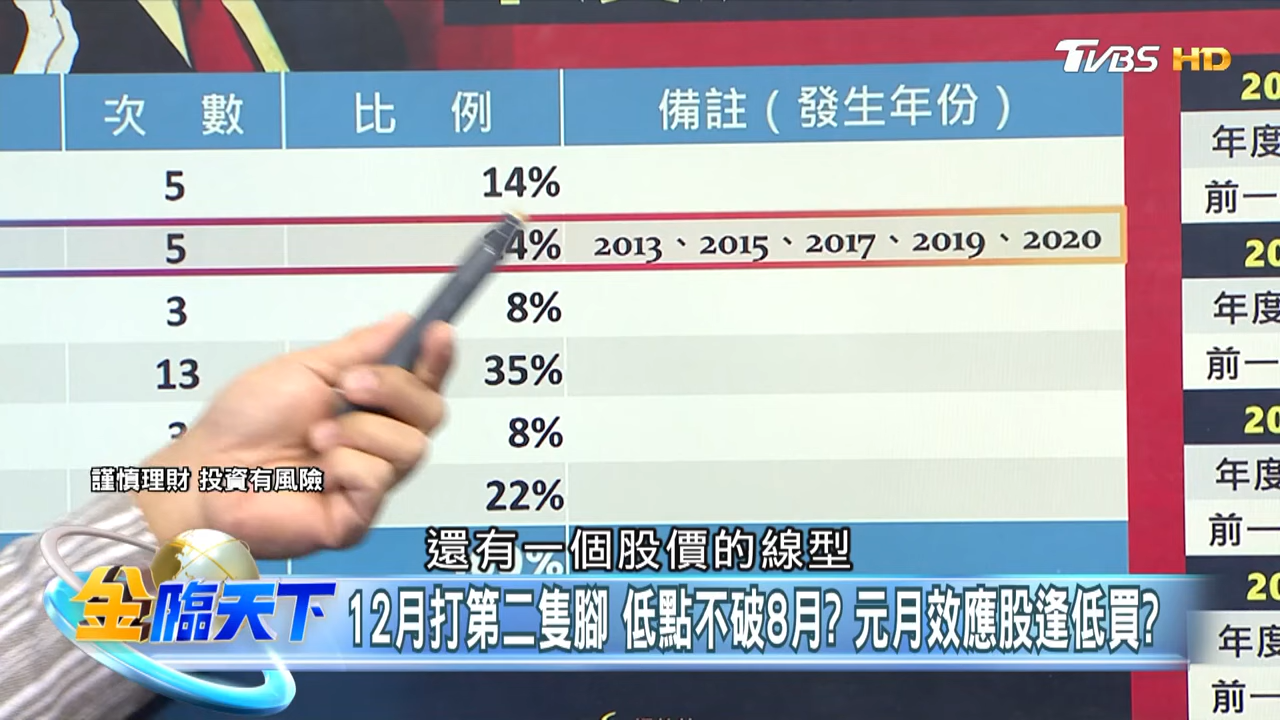 TVBS HD
次數 比例 備註(發生年份)
5 14%
5 4% 2013、2015、2017、2019、2020
3 8%
13 35%
8%
22%
20
年度
前一
20
年度
前一
20
年度
前一
20
年度
前一
謹慎理財 投資有風險
還有一個股價的線型
金臨天下
12月打第二隻腳 低點不破8月? 元月效應股逢低買?